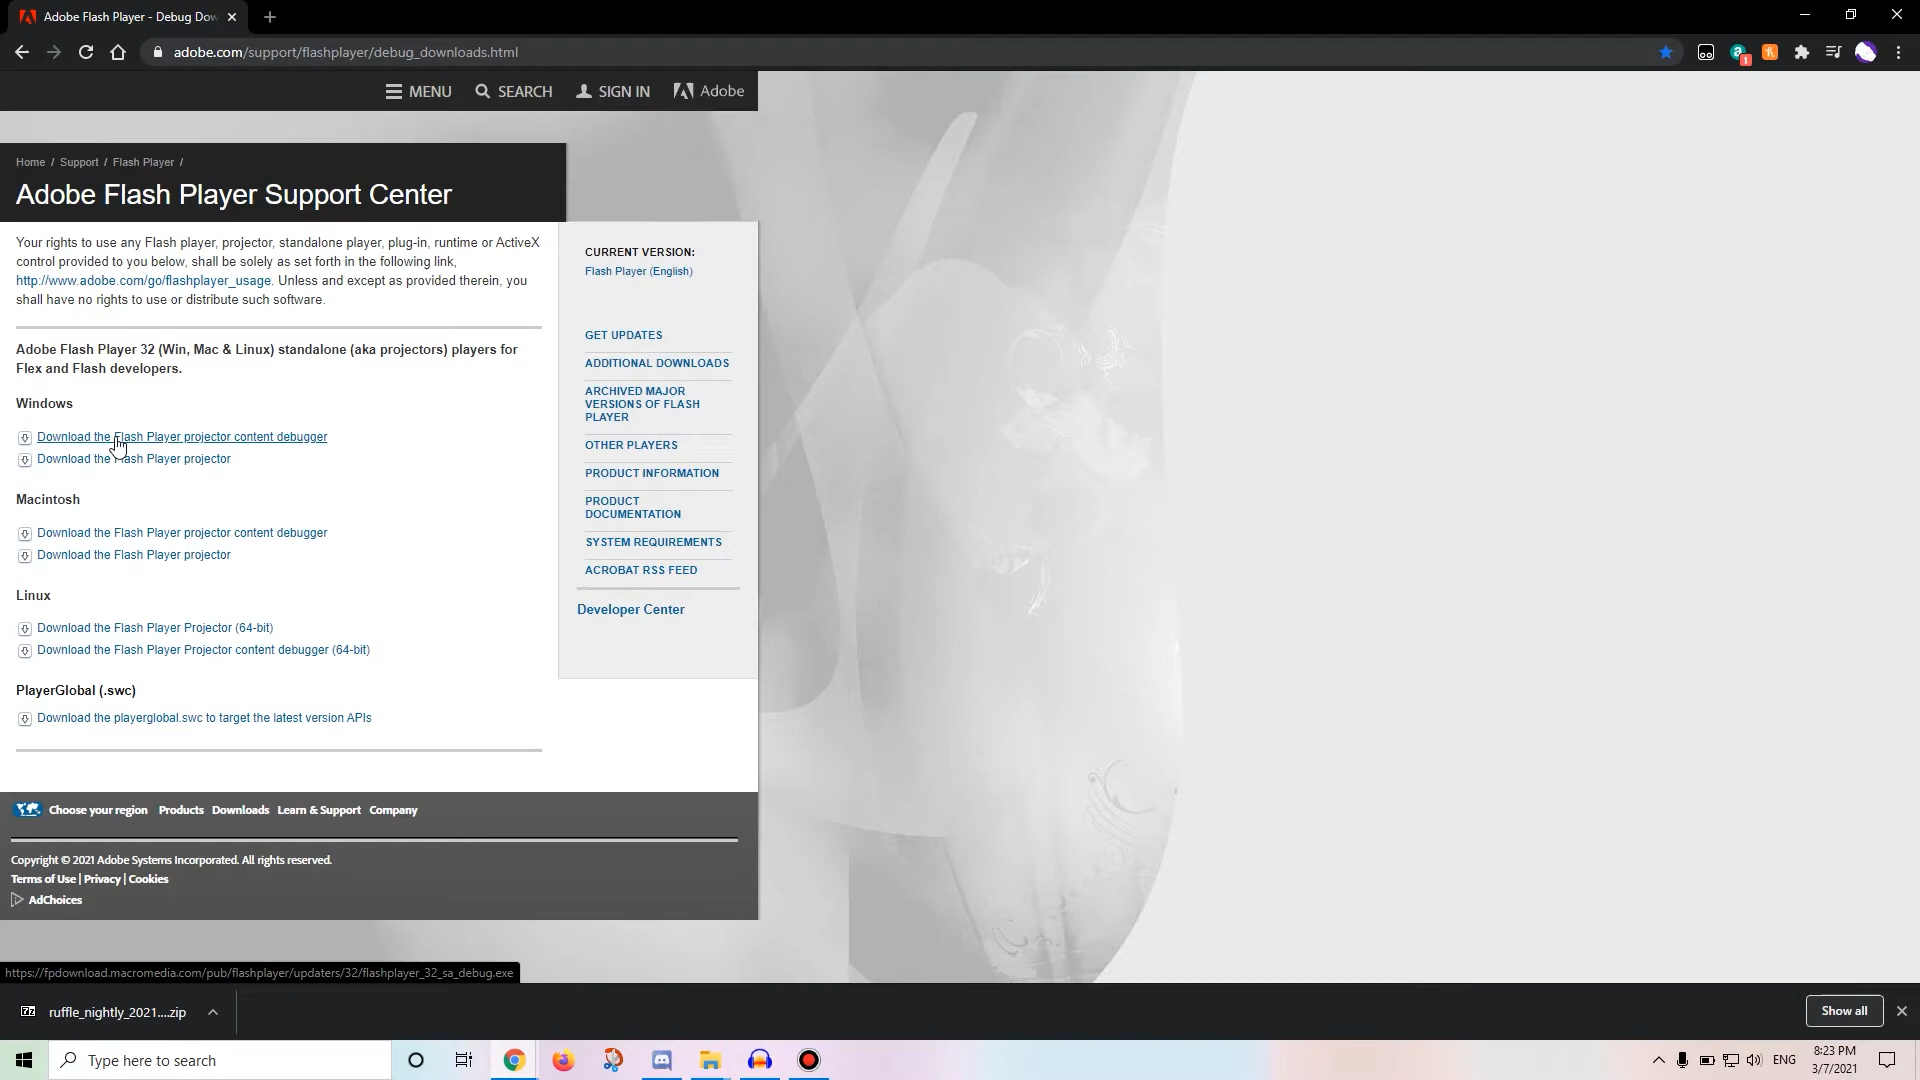 Adobe Flash Player - Debug Dow
adobe.com/support/flashplayer/debug_downloads.html
1
MENU
SEARCH
SIGN IN
Adobe
Home / Support / Flash Player /
Adobe Flash Player Support Center
Your rights to use any Flash player, projector, standalone player, plug-in, runtime or ActiveX
control provided to you below, shall be solely as set forth in the following link,
http://www.adobe.com/go/flashplayer_usage. Unless and except as provided therein, you
shall have no rights to use or distribute such software.
Adobe Flash Player 32 (Win, Mac & Linux) standalone (aka projectors) players for
Flex and Flash developers.
Windows
Download the Flash Player projector content debugger
Download the Flash Player projector
Macintosh
Download the Flash Player projector content debugger
Download the Flash Player projector
Linux
Download the Flash Player Projector (64-bit)
Download the Flash Player Projector content debugger (64-bit)
PlayerGlobal (.swc)
Download the playerglobal.swc to target the latest version APIs
CURRENT VERSION:
Flash Player (English)
GET UPDATES
ADDITIONAL DOWNLOADS
ARCHIVED MAJOR
VERSIONS OF FLASH
PLAYER
OTHER PLAYERS
PRODUCT INFORMATION
PRODUCT
DOCUMENTATION
SYSTEM REQUIREMENTS
ACROBAT RSS FEED
Developer Center
Choose your region Products Downloads Learn & Support Company
Copyright © 2021 Adobe Systems Incorporated. All rights reserved.
Terms of Use | Privacy | Cookies
AdChoices
https://fpdownload.macromedia.com/pub/flashplayer/updaters/32/flashplayer_32_sa_debug.exe
ruffle_nightly_2021....zip
Show all
Type here to search
ENG
8:23 PM
3/7/2021